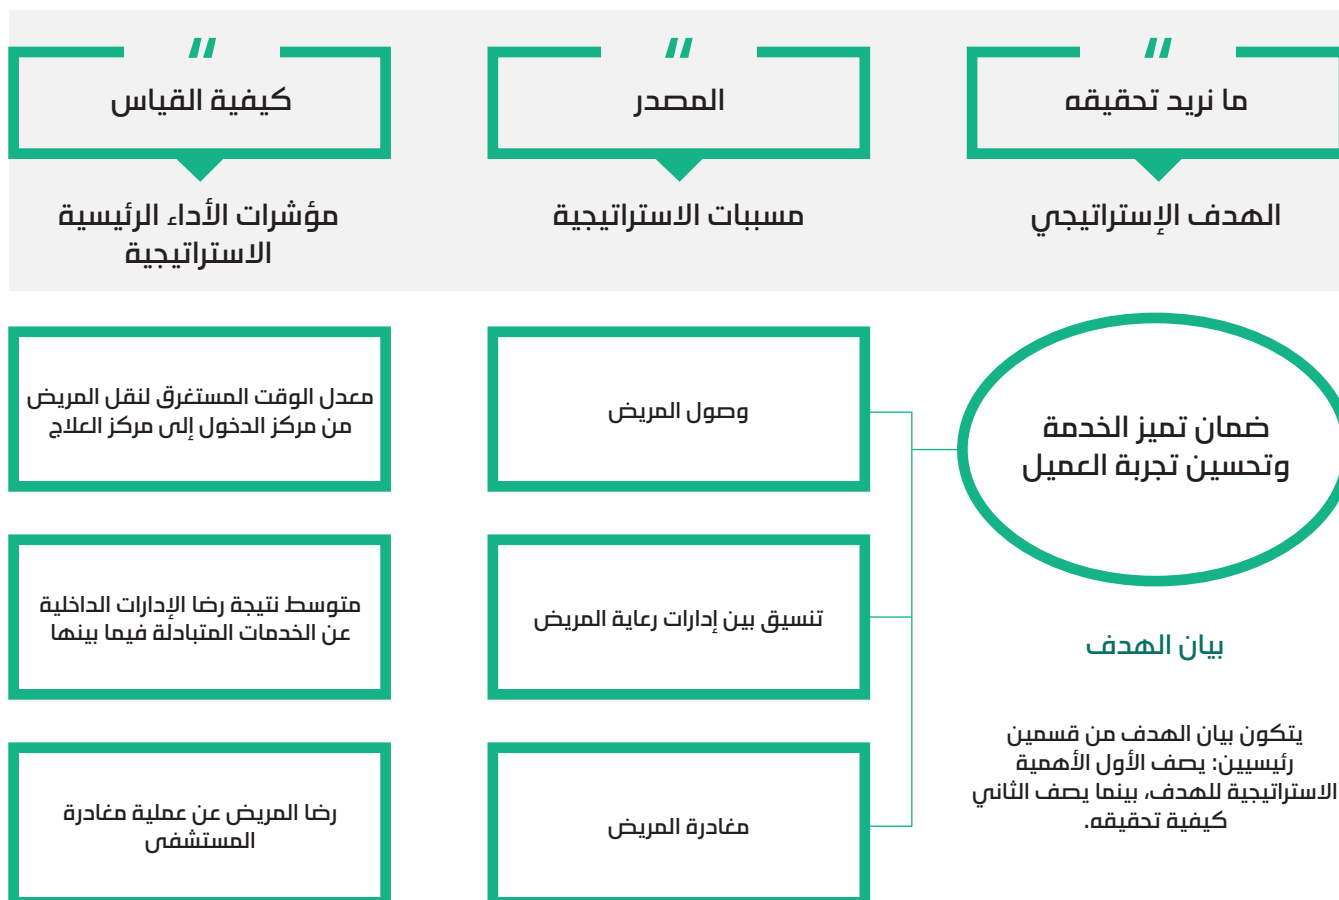 ما نريد تحقيقه
المصدر
كيفية القياس
الهدف الإستراتيجي
مسببات الاستراتيجية
مؤشرات الأداء الرئيسية
الاستراتيجية
ضمان تميز الخدمة
وتحسين تجربة العميل
وصول المريض
معدل الوقت المستغرق لنقل المريض
من مركز الدخول إلى مركز العلاج
تنسيق بين إدارات رعاية المريض
متوسط نتيجة رضا الإدارات الداخلية
عن الخدمات المتبادلة فيما بينها
بيان الهدف
يتكون بيان الهدف من قسمين
رئيسيين: يصف الأول الأهمية
الاستراتيجية للهدف، بينما يصف الثاني
كيفية تحقيقه.
مغادرة المريض
رضا المريض عن عملية مغادرة
المستشفى